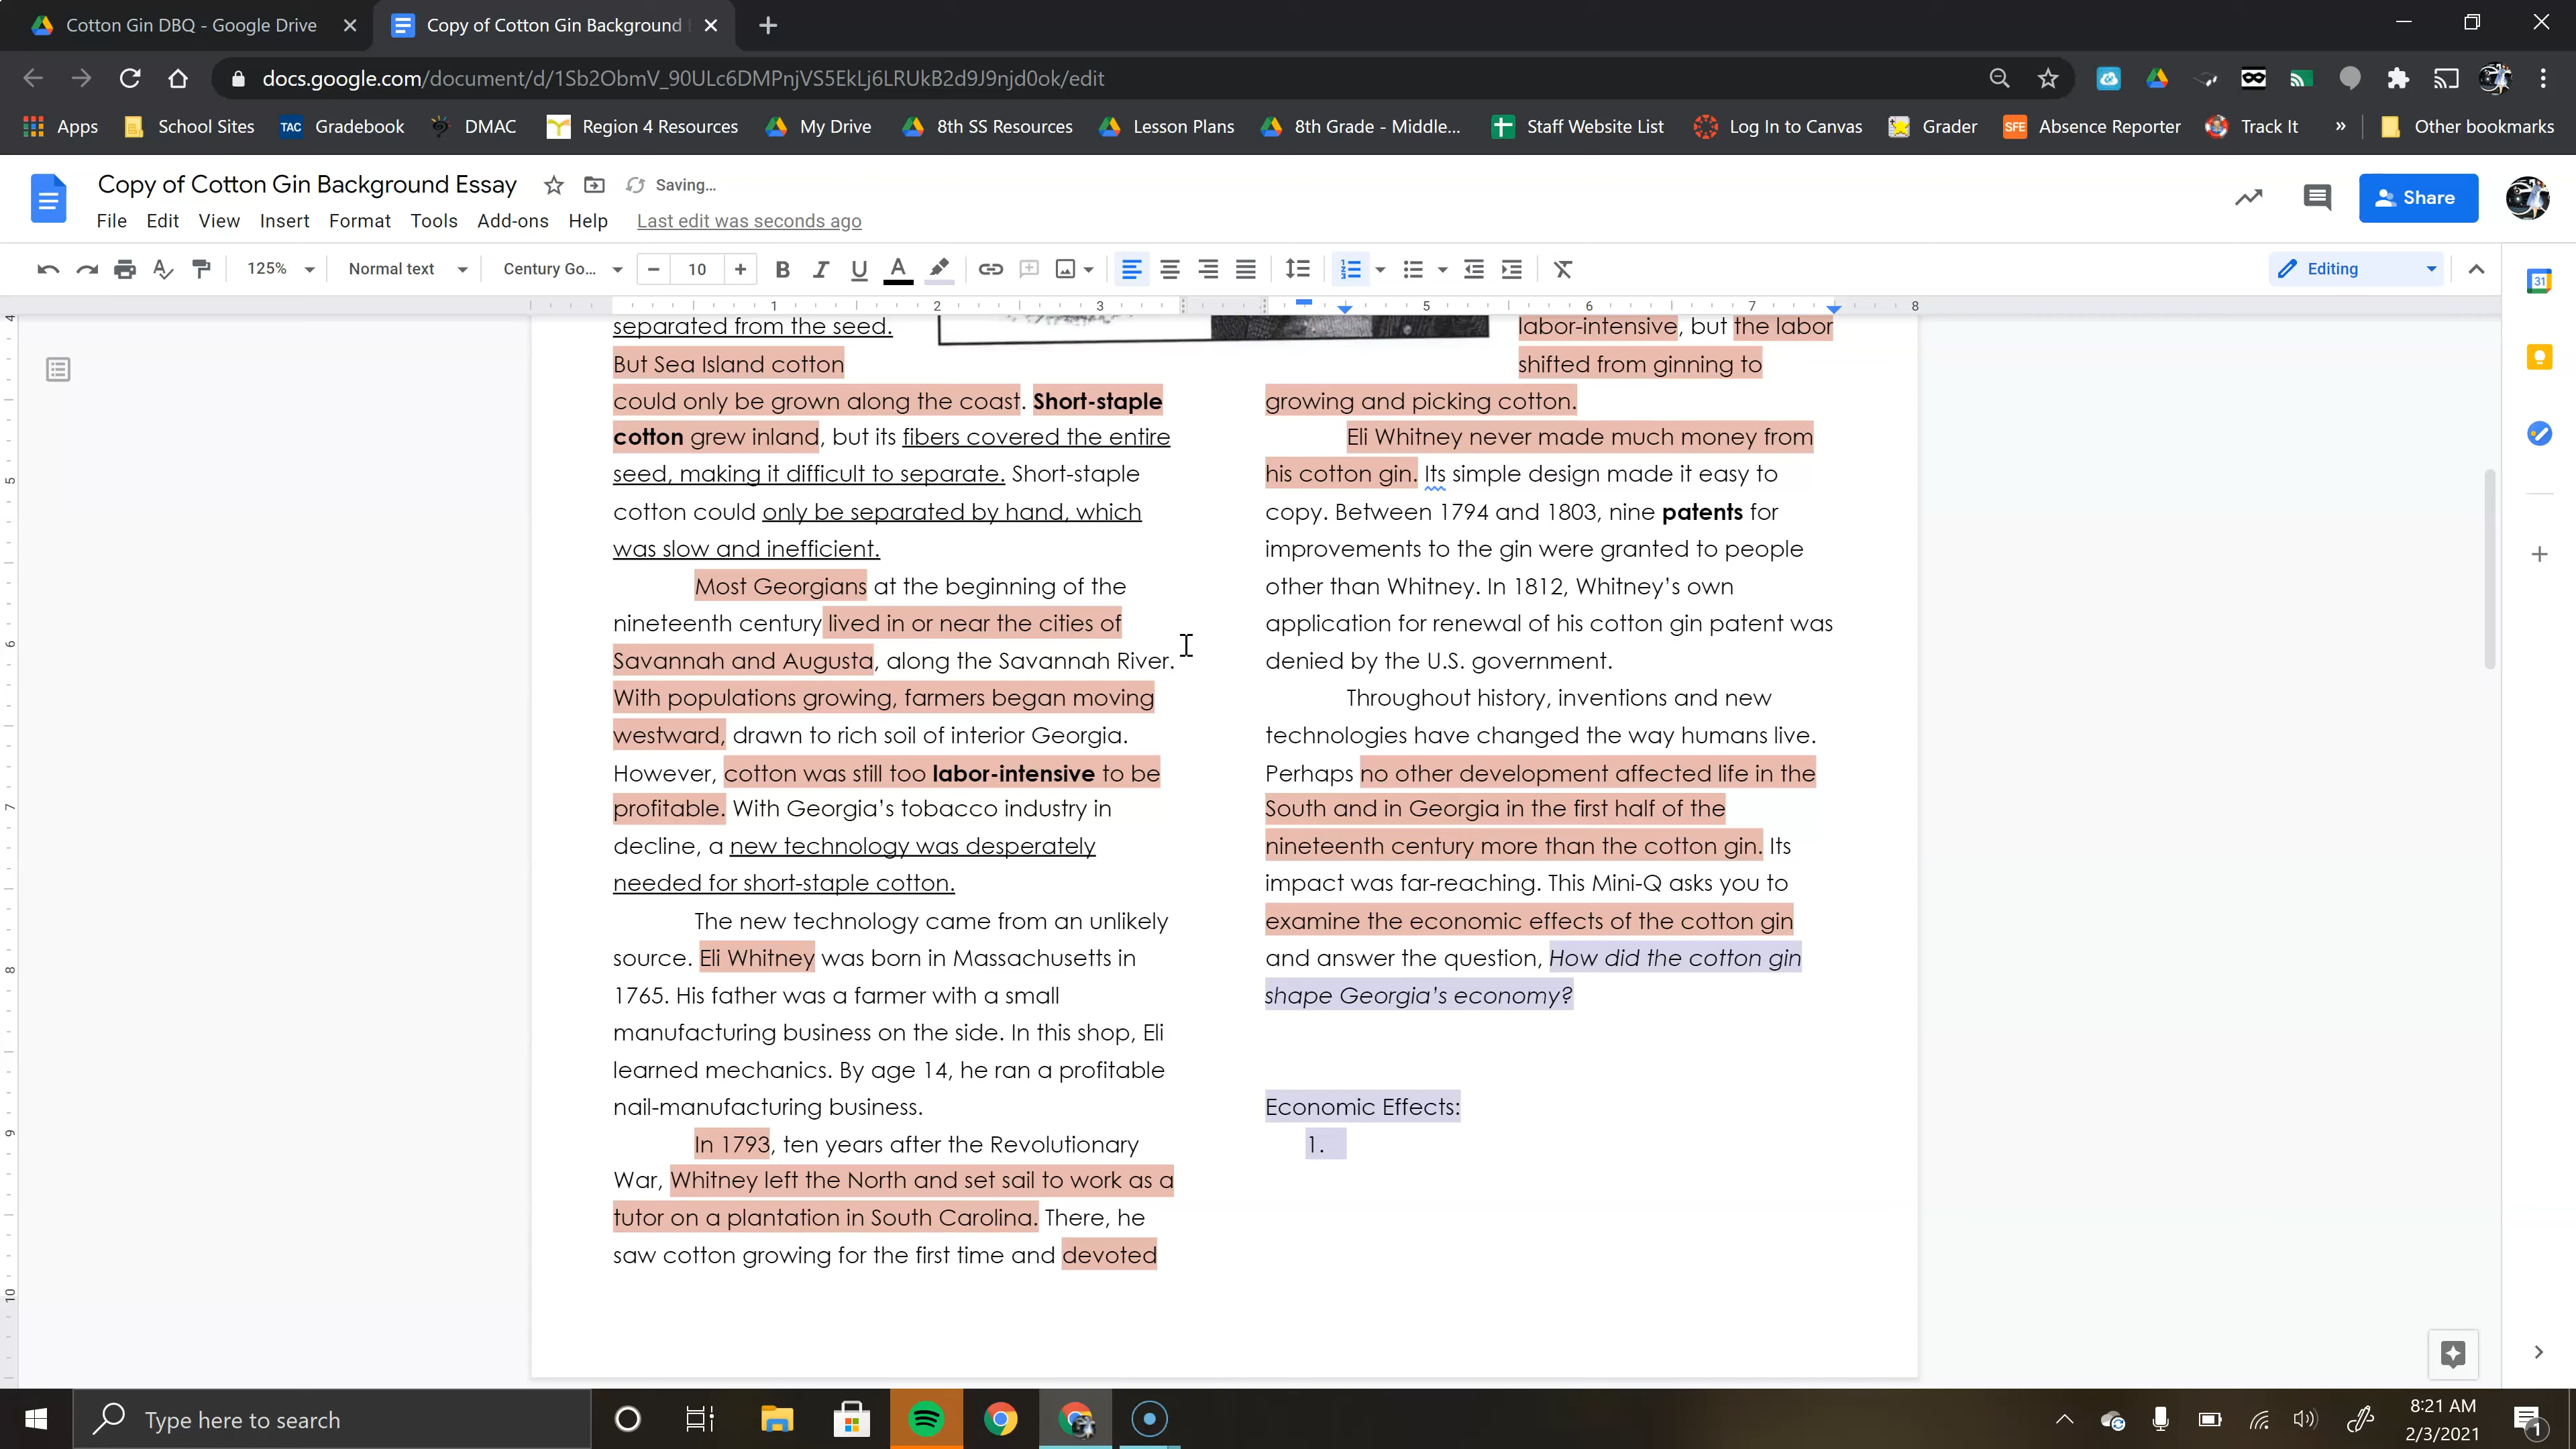 Cotton Gin DBQ - Google Drive
Copy of Cotton Gin Background
docs.google.com/document/d/1Sb2ObmV_90ULc6DMPnjVS5EkLj6LRUkB2d9J9njd0ok/edit
Apps School Sites TAC Gradebook DMAC Region 4 Resources My Drive 8th SS Resources Lesson Plans 8th Grade - Middle... Staff Website List Log In to Canvas Grader SFE Absence Reporter Track It » Other bookmarks
Copy of Cotton Gin Background Essay Saving...
Share
File Edit View Insert Format Tools Add-ons Help Last edit was seconds ago
125% Normal text Century Go... 10 B I U A Editing
31
1 2 3 5 6 7 8
4
5
6
7
8
9
10
separated from the seed.
But Sea Island cotton
could only be grown along the coast. Short-staple
cotton grew inland, but its fibers covered the entire
seed, making it difficult to separate. Short-staple
cotton could only be separated by hand, which
was slow and inefficient.
Most Georgians at the beginning of the
nineteenth century lived in or near the cities of
Savannah and Augusta, along the Savannah River.
With populations growing, farmers began moving
westward, drawn to rich soil of interior Georgia.
However, cotton was still too labor-intensive to be
profitable. With Georgia's tobacco industry in
decline, a new technology was desperately
needed for short-staple cotton.
The new technology came from an unlikely
source. Eli Whitney was born in Massachusetts in
1765. His father was a farmer with a small
manufacturing business on the side. In this shop, Eli
learned mechanics. By age 14, he ran a profitable
nail-manufacturing business.
In 1793, ten years after the Revolutionary
War, Whitney left the North and set sail to work as a
tutor on a plantation in South Carolina. There, he
saw cotton growing for the first time and devoted
labor-intensive, but the labor
shifted from ginning to
growing and picking cotton.
Eli Whitney never made much money from
his cotton gin. Its simple design made it easy to
copy. Between 1794 and 1803, nine patents for
improvements to the gin were granted to people
other than Whitney. In 1812, Whitney's own
application for renewal of his cotton gin patent was
denied by the U.S. government.
Throughout history, inventions and new
technologies have changed the way humans live.
Perhaps no other development affected life in the
South and in Georgia in the first half of the
nineteenth century more than the cotton gin. Its
impact was far-reaching. This Mini-Q asks you to
examine the economic effects of the cotton gin
and answer the question, How did the cotton gin
shape Georgia's economy?
Economic Effects:
1.
Type here to search
8:21 AM
2/3/2021
1